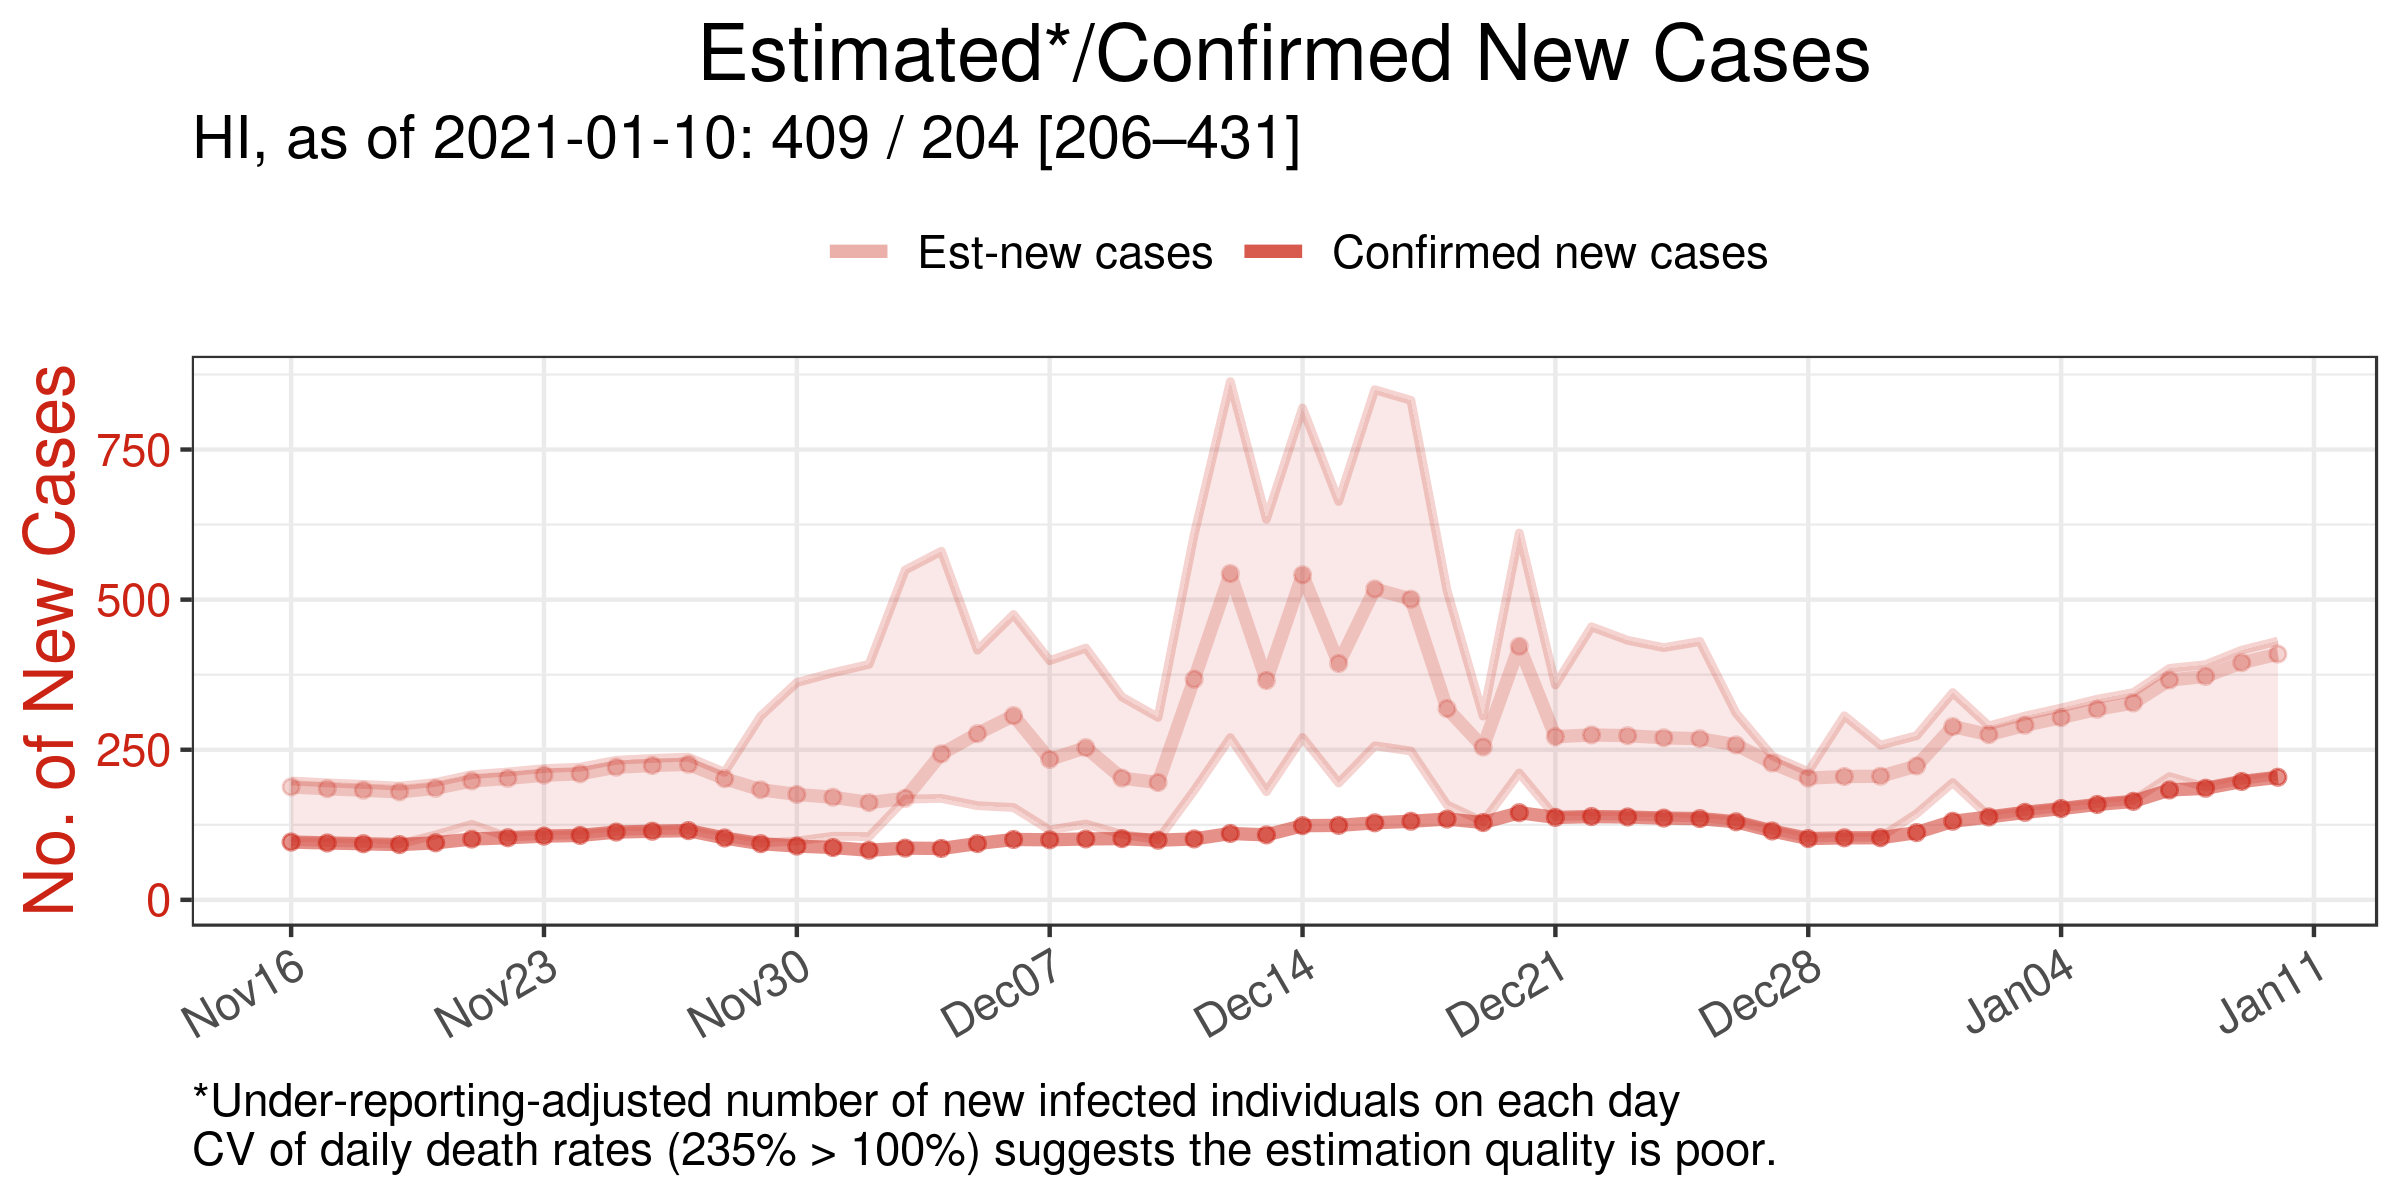 Estimated*/Confirmed New Cases
HI, as of 2021-01-10: 409 / 204 [206–431]
Est-new cases
Confirmed new cases
No. of New Cases
750
500
250
0
Nov16
Nov23
Nov30
Dec07
Dec14
Dec21
Dec28
Jan04
Jan11
*Under-reporting-adjusted number of new infected individuals on each day
CV of daily death rates (235% > 100%) suggests the estimation quality is poor.